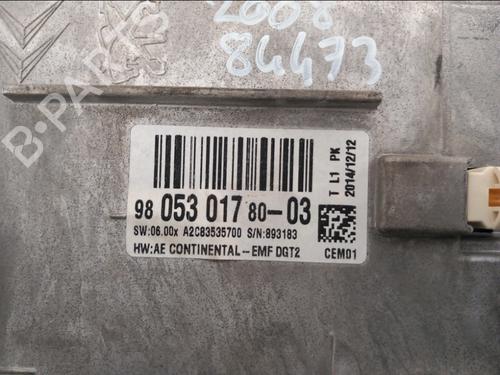 2008
84473
B-PARTS
T L1 PK
2014/12/12
98 053 017 80-03
SW:06.00x A2C83535700 S/N:893183
HW:AE CONTINENTAL-EMF DGT2 CEM01